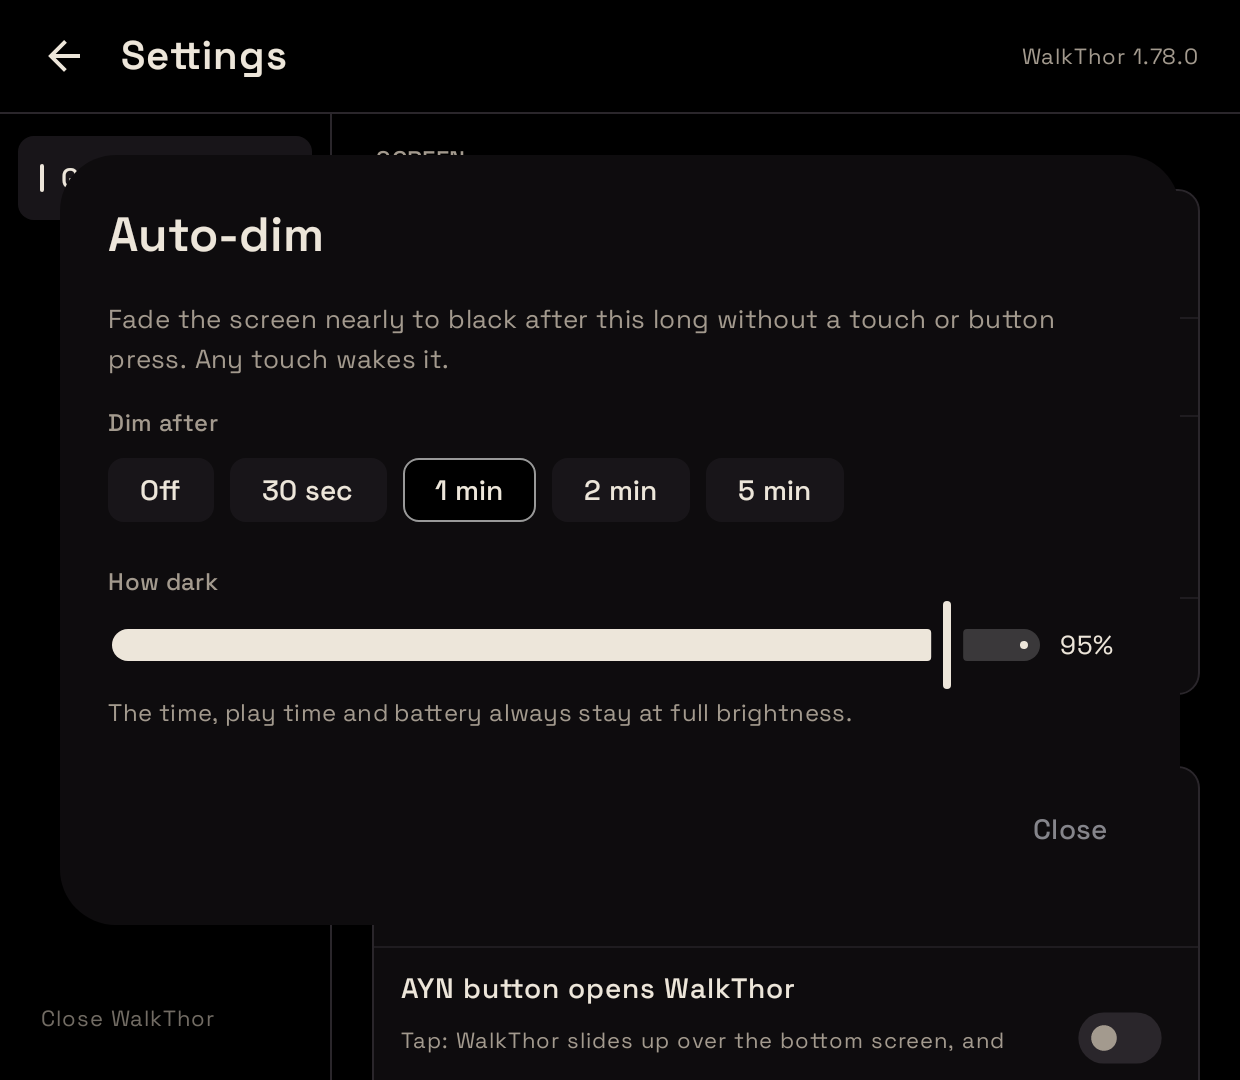 Settings
WalkThor 1.78.0
SCREEN
Auto-dim
Fade the screen nearly to black after this long without a touch or button
press. Any touch wakes it.
Dim after
Off
30 sec
1 min
2 min
5 min
How dark
95%
The time, play time and battery always stay at full brightness.
Close
AYN button opens WalkThor
Tap: WalkThor slides up over the bottom screen, and
Close WalkThor